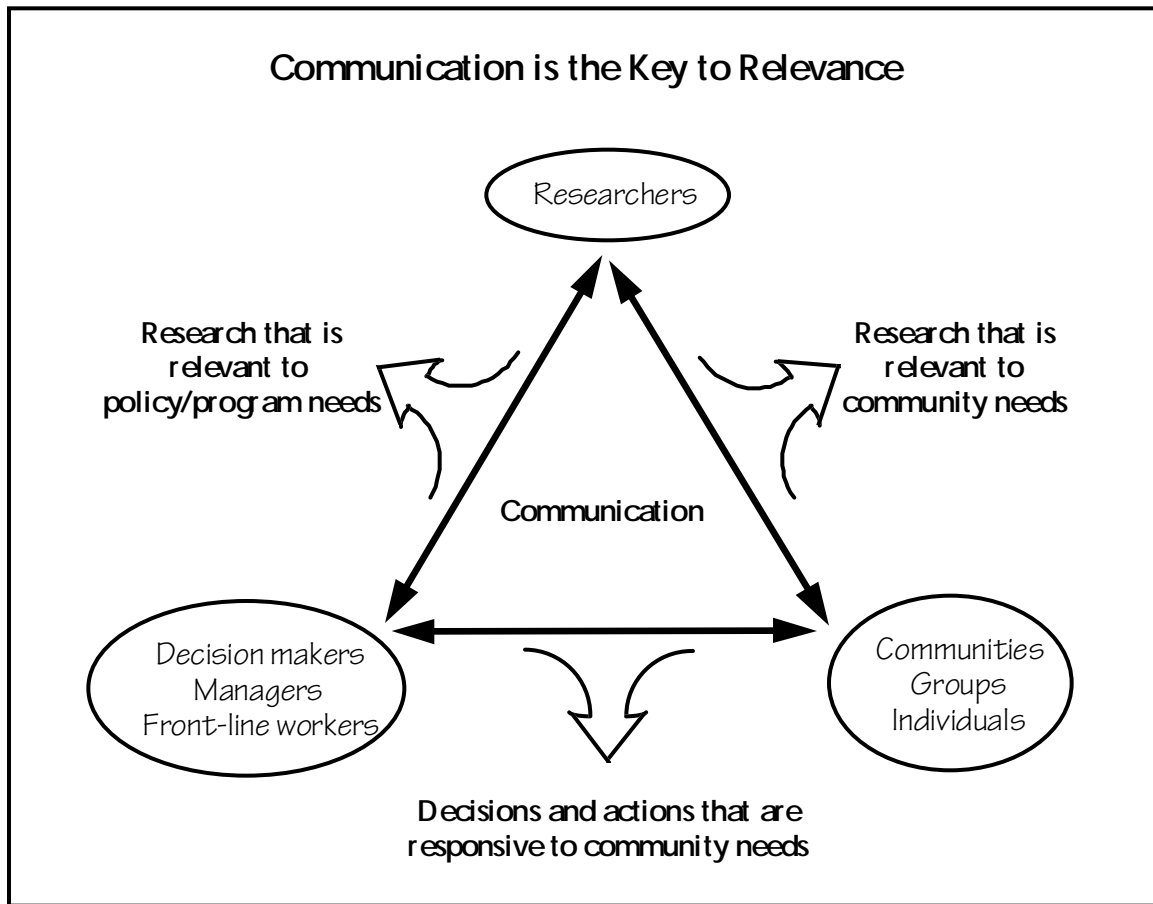 Communication is the Key to Relevance
Researchers
Research that is
relevant to
policy/program needs
Research that is
relevant to
community needs
Communication
Decision makers
Managers
Front-line workers
Communities
Groups
Individuals
Decisions and actions that are
responsive to community needs